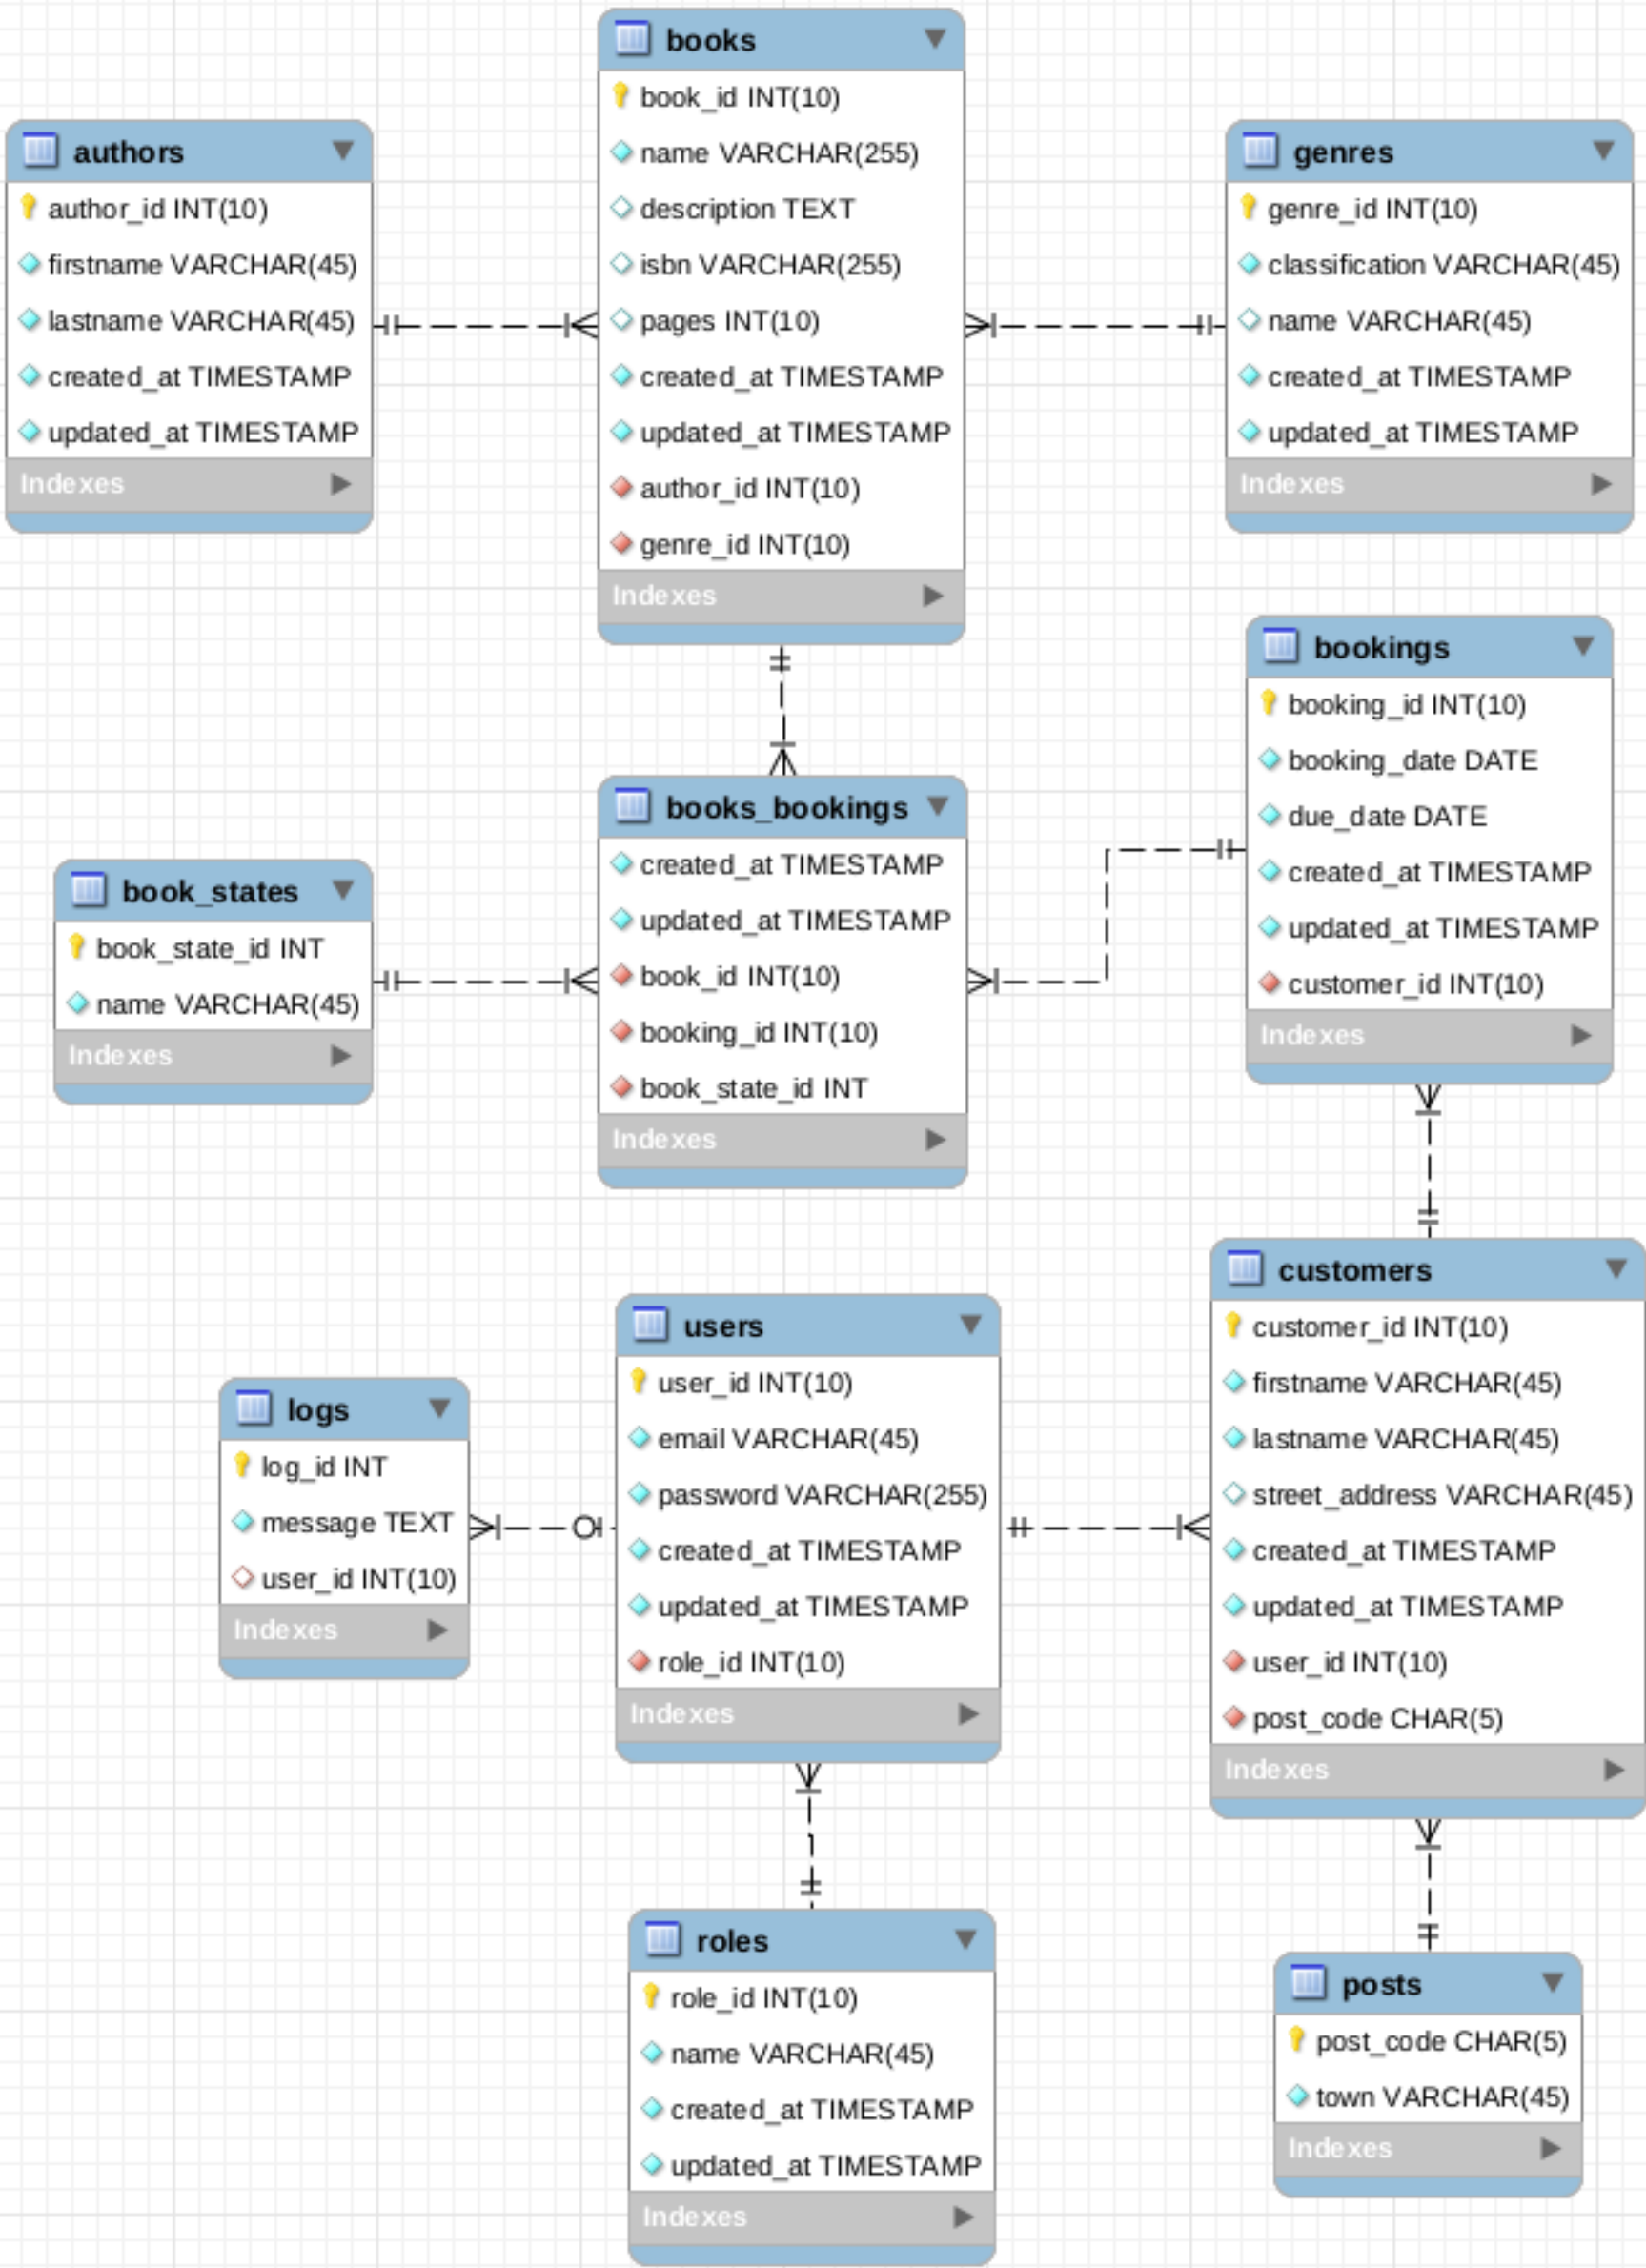 books
book_id INT(10)
name VARCHAR(255)
description TEXT
isbn VARCHAR(255)
pages INT(10)
created_at TIMESTAMP
updated_at TIMESTAMP
author_id INT(10)
genre_id INT(10)
Indexes
authors
author_id INT(10)
firstname VARCHAR(45)
lastname VARCHAR(45)
created_at TIMESTAMP
updated_at TIMESTAMP
Indexes
genres
genre_id INT(10)
classification VARCHAR(45)
name VARCHAR(45)
created_at TIMESTAMP
updated_at TIMESTAMP
Indexes
bookings
booking_id INT(10)
booking_date DATE
due_date DATE
created_at TIMESTAMP
updated_at TIMESTAMP
customer_id INT(10)
Indexes
books_bookings
created_at TIMESTAMP
updated_at TIMESTAMP
book_id INT(10)
booking_id INT(10)
book_state_id INT
Indexes
book_states
book_state_id INT
name VARCHAR(45)
Indexes
customers
customer_id INT(10)
firstname VARCHAR(45)
lastname VARCHAR(45)
street_address VARCHAR(45)
created_at TIMESTAMP
updated_at TIMESTAMP
user_id INT(10)
post_code CHAR(5)
Indexes
users
user_id INT(10)
email VARCHAR(45)
password VARCHAR(255)
created_at TIMESTAMP
updated_at TIMESTAMP
role_id INT(10)
Indexes
logs
log_id INT
message TEXT
user_id INT(10)
Indexes
roles
role_id INT(10)
name VARCHAR(45)
created_at TIMESTAMP
updated_at TIMESTAMP
Indexes
posts
post_code CHAR(5)
town VARCHAR(45)
Indexes